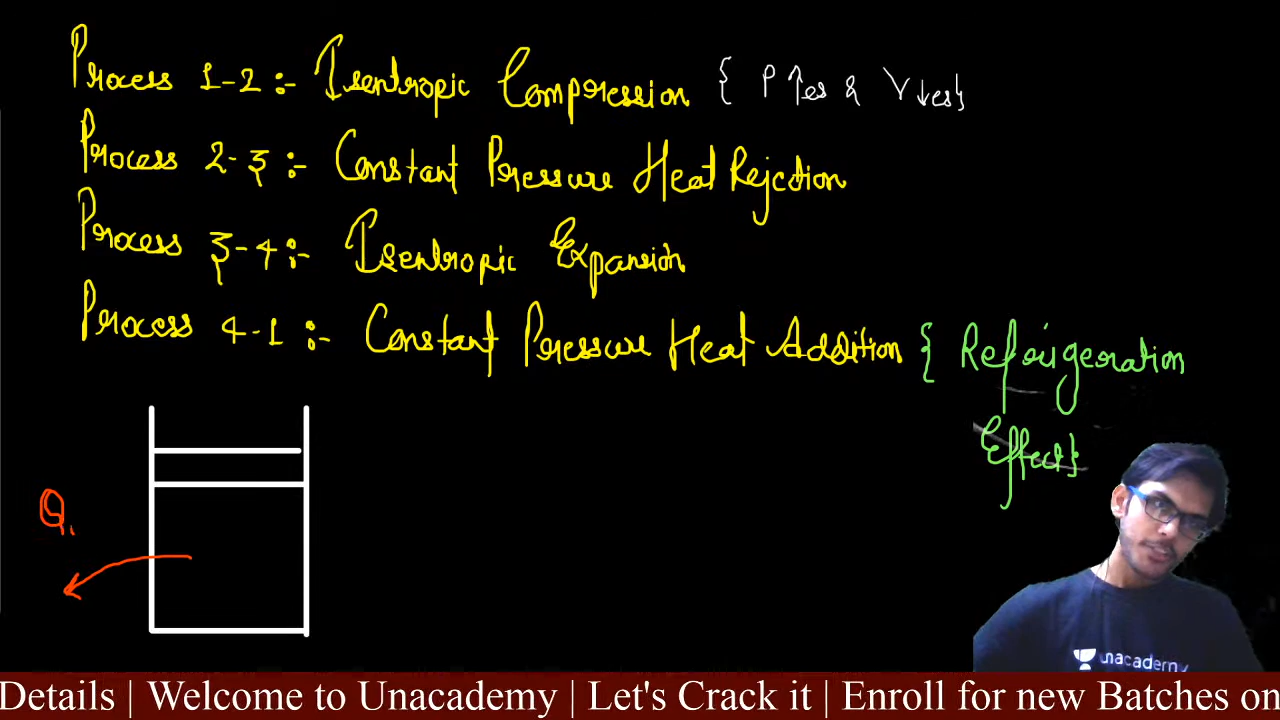 Process 1-2 :- Isentropic Compression { P↑es & V↓es}
Process 2-3 :- Constant Pressure Heat Rejction
Process 3-4 :- Isentropic Expansion
Process 4-1 :- Constant Pressure Heat Addition { Refrigeration
Effect}
Q1
unacademy
Details | Welcome to Unacademy | Let's Crack it | Enroll for new Batches on